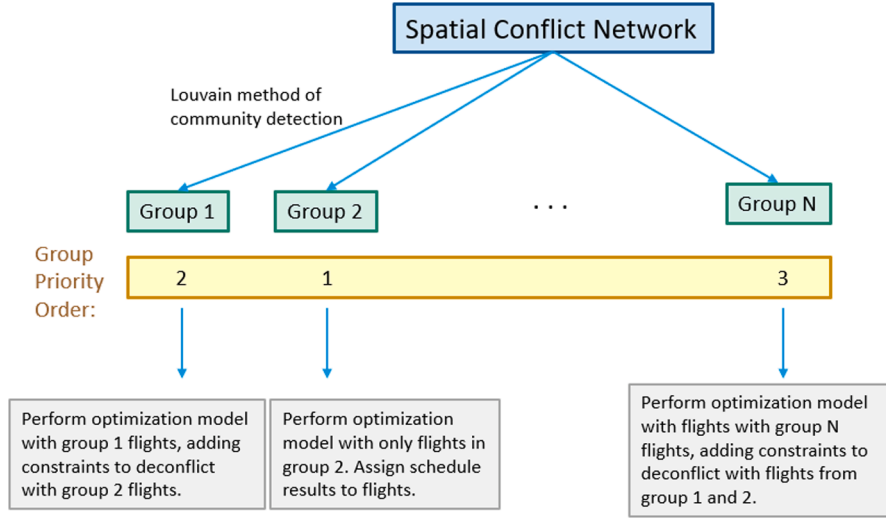 Spatial Conflict Network
Louvain method of
community detection
Group 1
Group 2
. . .
Group N
Group
Priority
Order:
2
1
3
Perform optimization model
with group 1 flights, adding
constraints to deconflict
with group 2 flights.
Perform optimization
model with only flights in
group 2. Assign schedule
results to flights.
Perform optimization model
with flights with group N
flights, adding constraints to
deconflict with flights from
group 1 and 2.